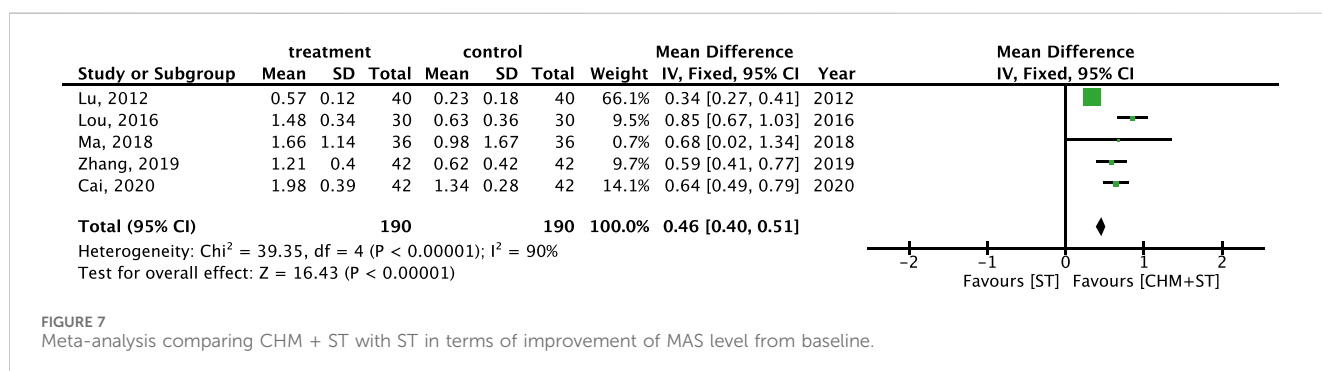 treatment control Mean Difference Mean Difference
Study or Subgroup Mean SD Total Mean SD Total Weight IV, Fixed, 95% CI Year IV, Fixed, 95% CI
Lu, 2012 0.57 0.12 40 0.23 0.18 40 66.1% 0.34 [0.27, 0.41] 2012
Lou, 2016 1.48 0.34 30 0.63 0.36 30 9.5% 0.85 [0.67, 1.03] 2016
Ma, 2018 1.66 1.14 36 0.98 1.67 36 0.7% 0.68 [0.02, 1.34] 2018
Zhang, 2019 1.21 0.4 42 0.62 0.42 42 9.7% 0.59 [0.41, 0.77] 2019
Cai, 2020 1.98 0.39 42 1.34 0.28 42 14.1% 0.64 [0.49, 0.79] 2020
Total (95% CI) 190 190 100.0% 0.46 [0.40, 0.51]
Heterogeneity: Chi² = 39.35, df = 4 (P < 0.00001); I² = 90%
Test for overall effect: Z = 16.43 (P < 0.00001)
−2 −1 0 1 2
Favours [ST] Favours [CHM+ST]
FIGURE 7
Meta-analysis comparing CHM + ST with ST in terms of improvement of MAS level from baseline.